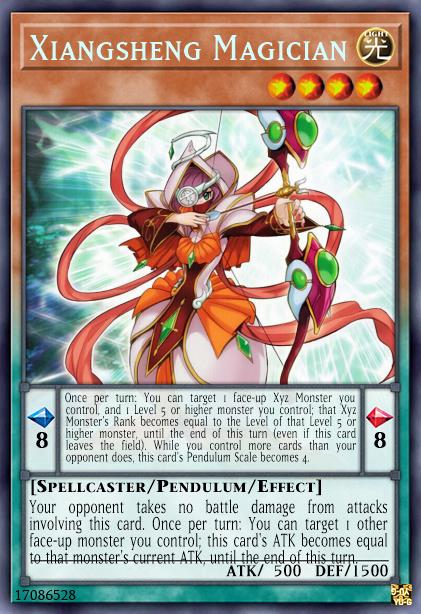 Xiangsheng Magician
LIGHT
光
Once per turn: You can target 1 face-up Xyz Monster you
control, and 1 Level 5 or higher monster you control; that Xyz
Monster's Rank becomes equal to the Level of that Level 5 or
higher monster, until the end of this turn (even if this card
leaves the field). While you control more cards than your
opponent does, this card's Pendulum Scale becomes 4.
8
8
[Spellcaster/Pendulum/Effect]
Your opponent takes no battle damage from attacks
involving this card. Once per turn: You can target 1 other
face-up monster you control; this card's ATK becomes equal
to that monster's current ATK, until the end of this turn.
ATK/ 500 DEF/1500
17086528